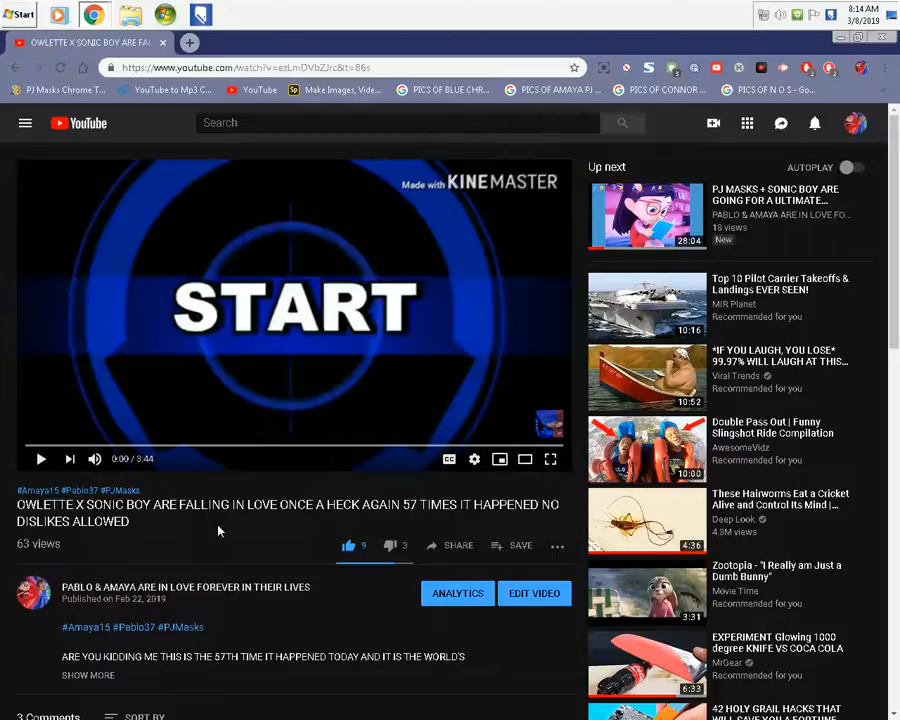 Start
8:14 AM
3/8/2019
OWLETTE X SONIC BOY ARE FAL
https://www.youtube.com/watch?v=ezLmDVbZJrc&t=86s
PJ Masks Chrome T...
YouTube to Mp3 C...
YouTube
Sp
Make Images, Vide...
PICS OF BLUE CHR...
PICS OF AMAYA PJ ...
PICS OF CONNOR ...
PICS OF N O S - Go...
YouTube
Search
Made with KINEMASTER
START
0:00 / 3:44
CC
#Amaya15 #Pablo37 #PJMasks
OWLETTE X SONIC BOY ARE FALLING IN LOVE ONCE A HECK AGAIN 57 TIMES IT HAPPENED NO
DISLIKES ALLOWED
63 views
9
3
SHARE
SAVE
PABLO & AMAYA ARE IN LOVE FOREVER IN THEIR LIVES
Published on Feb 22, 2019
ANALYTICS
EDIT VIDEO
#Amaya15 #Pablo37 #PJMasks
ARE YOU KIDDING ME THIS IS THE 57TH TIME IT HAPPENED TODAY AND IT IS THE WORLD'S
SHOW MORE
3 Comments
SORT BY
Up next
AUTOPLAY
28:04
PJ MASKS + SONIC BOY ARE
GOING FOR A ULTIMATE...
PABLO & AMAYA ARE IN LOVE FO...
18 views
New
10:16
Top 10 Pilot Carrier Takeoffs &
Landings EVER SEEN!
MIR Planet
Recommended for you
10:52
*IF YOU LAUGH, YOU LOSE*
99.97% WILL LAUGH AT THIS...
Viral Trends
Recommended for you
10:00
Double Pass Out | Funny
Slingshot Ride Compilation
AwesomeVidz
Recommended for you
4:36
These Hairworms Eat a Cricket
Alive and Control Its Mind |...
Deep Look
4.3M views
3:31
Zootopia - "I Really am Just a
Dumb Bunny"
Movie Time
Recommended for you
6:33
EXPERIMENT Glowing 1000
degree KNIFE VS COCA COLA
MrGear
Recommended for you
42 HOLY GRAIL HACKS THAT